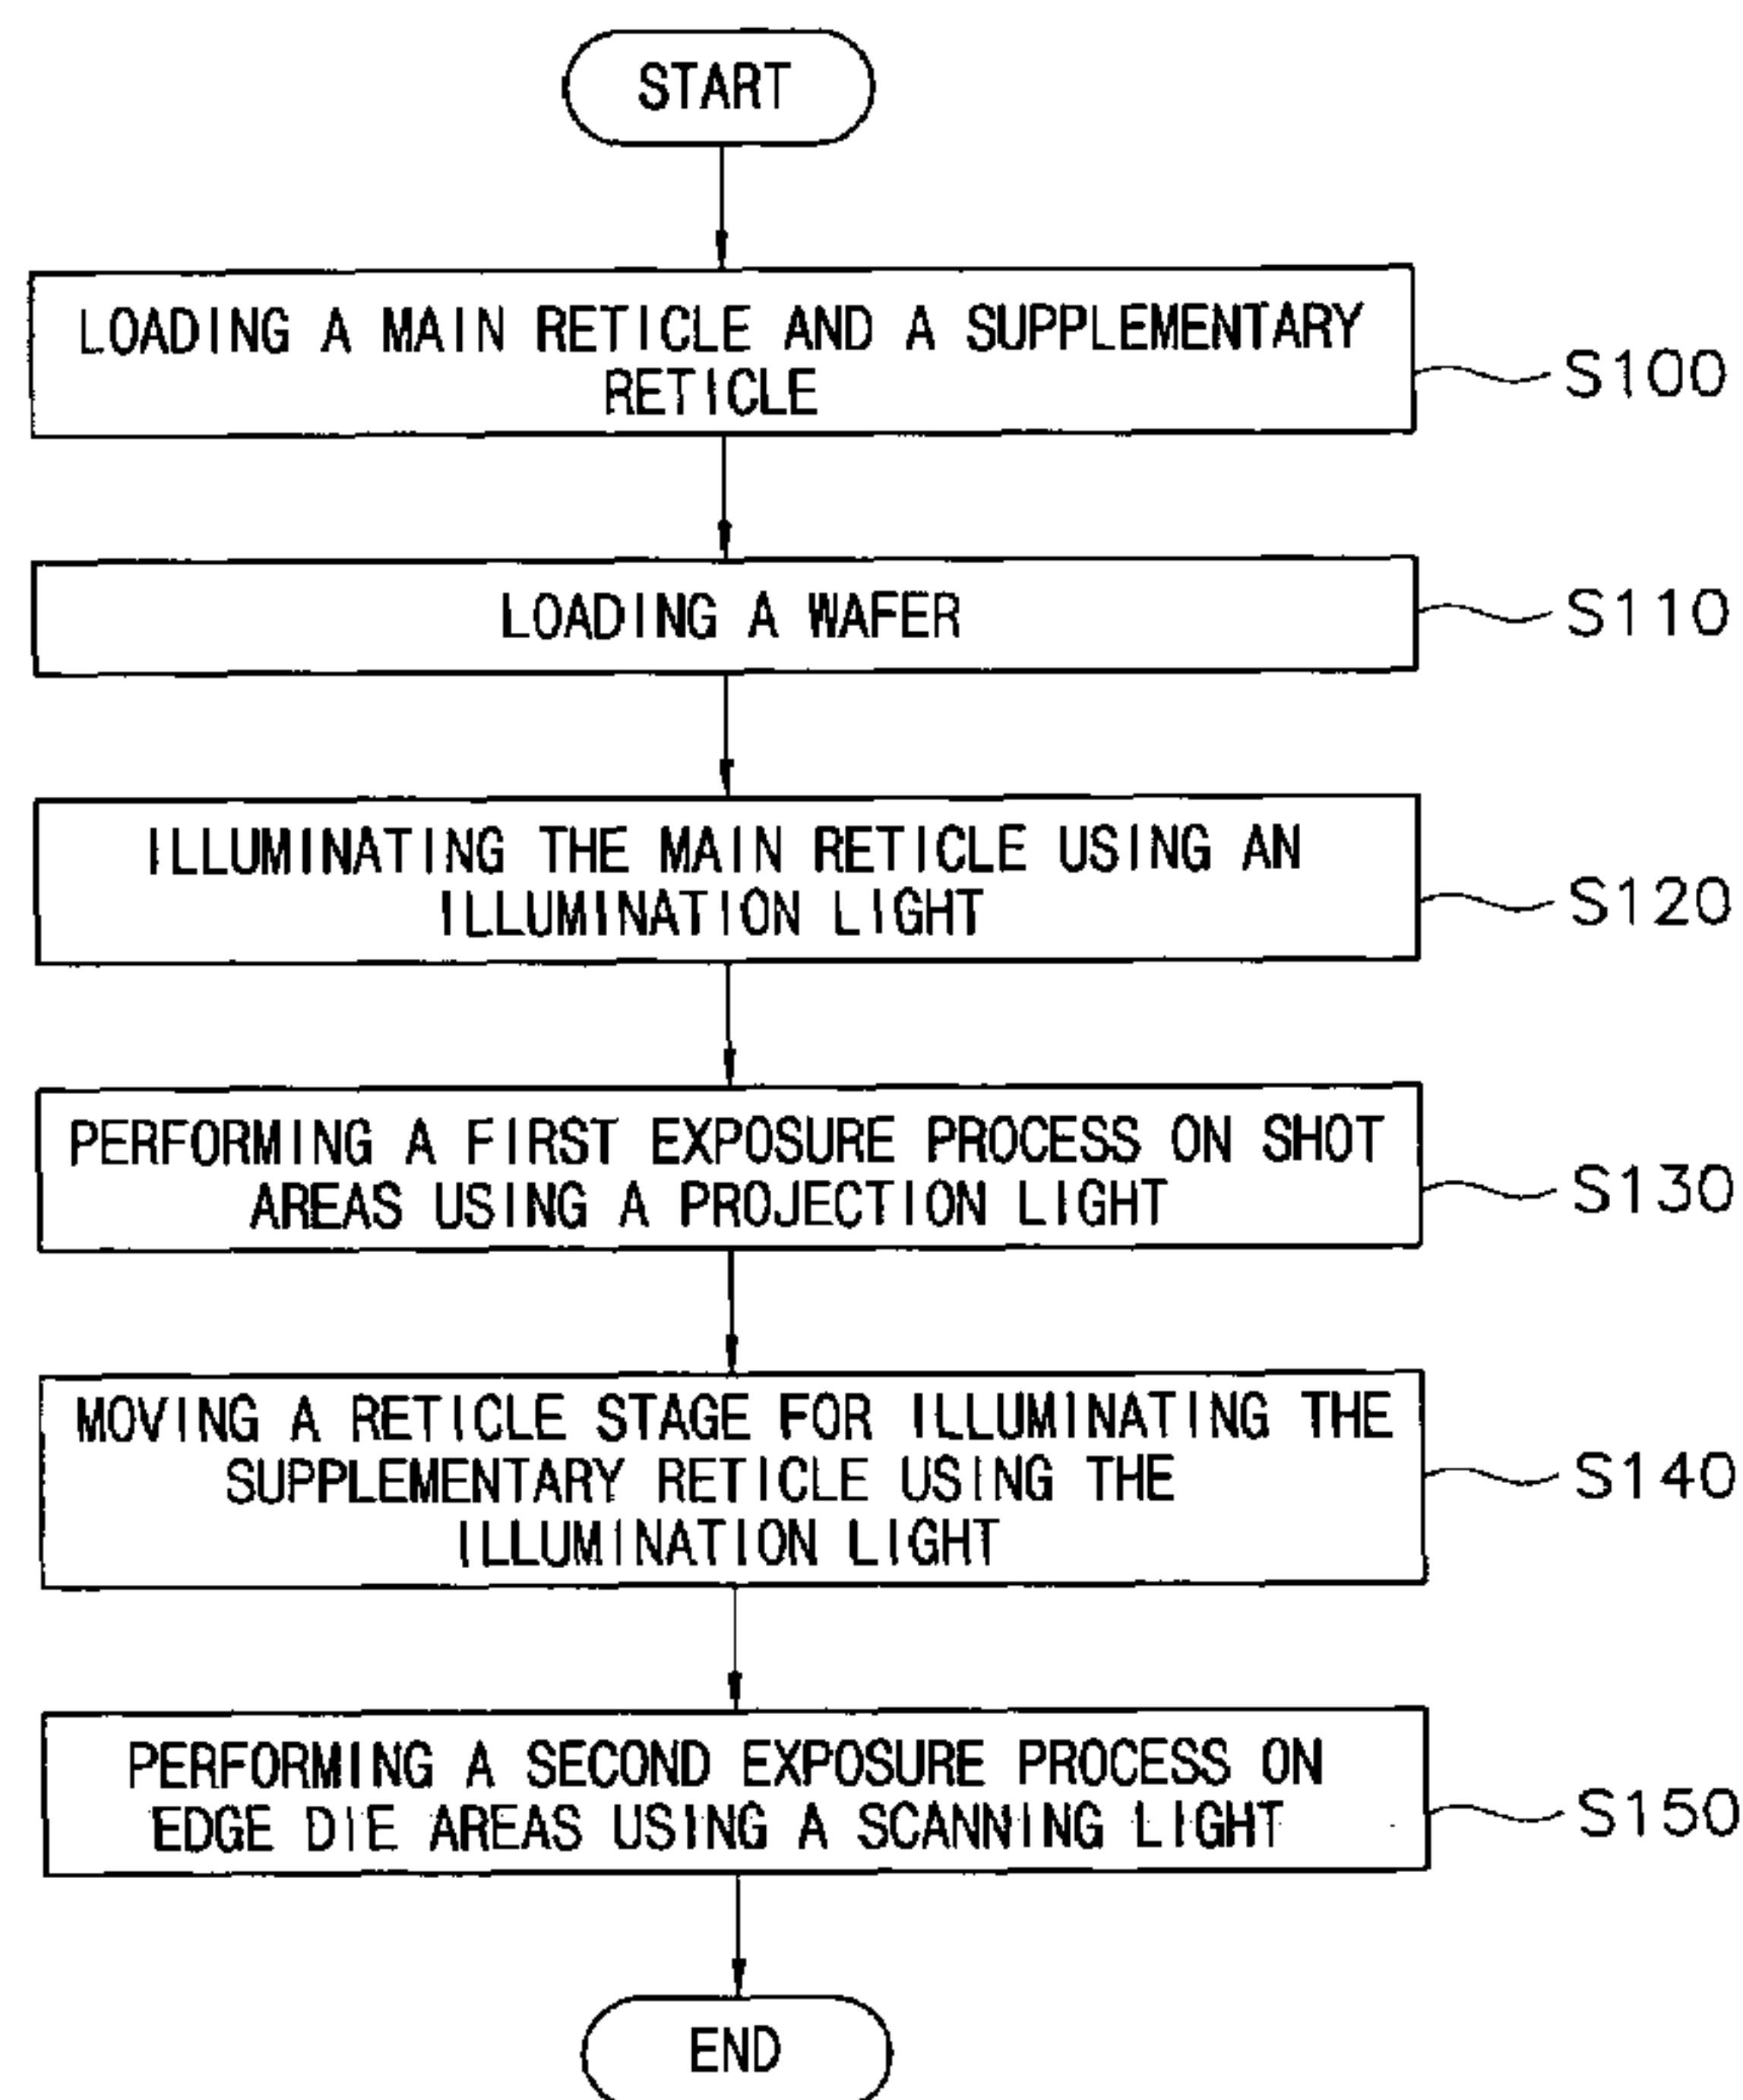 START
LOADING A MAIN RETICLE AND A SUPPLEMENTARY
RETICLE
S100
LOADING A WAFER
S110
ILLUMINATING THE MAIN RETICLE USING AN
ILLUMINATION LIGHT
S120
PERFORMING A FIRST EXPOSURE PROCESS ON SHOT
AREAS USING A PROJECTION LIGHT
S130
MOVING A RETICLE STAGE FOR ILLUMINATING THE
SUPPLEMENTARY RETICLE USING THE
ILLUMINATION LIGHT
S140
PERFORMING A SECOND EXPOSURE PROCESS ON
EDGE DIE AREAS USING A SCANNING LIGHT
S150
END